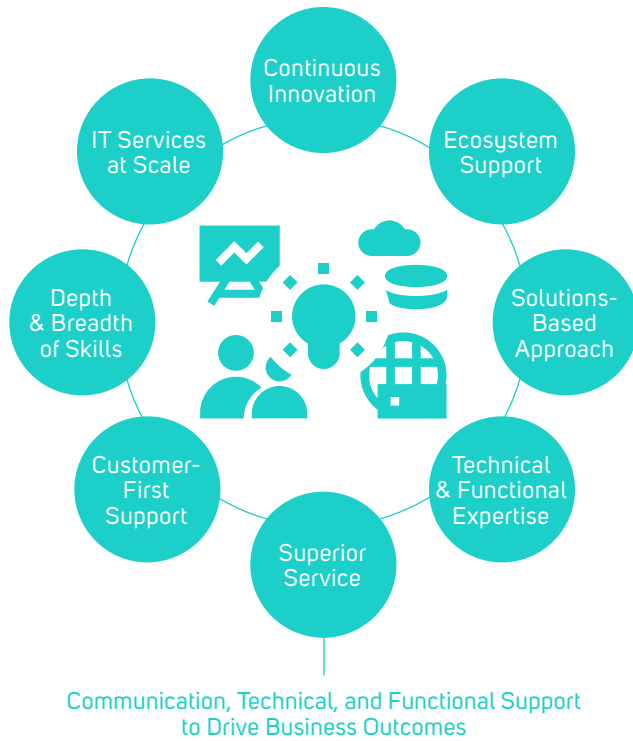 Continuous
Innovation
Ecosystem
Support
Solutions-
Based
Approach
Technical
& Functional
Expertise
Superior
Service
Customer-
First
Support
Depth
& Breadth
of Skills
IT Services
at Scale
Communication, Technical, and Functional Support
to Drive Business Outcomes